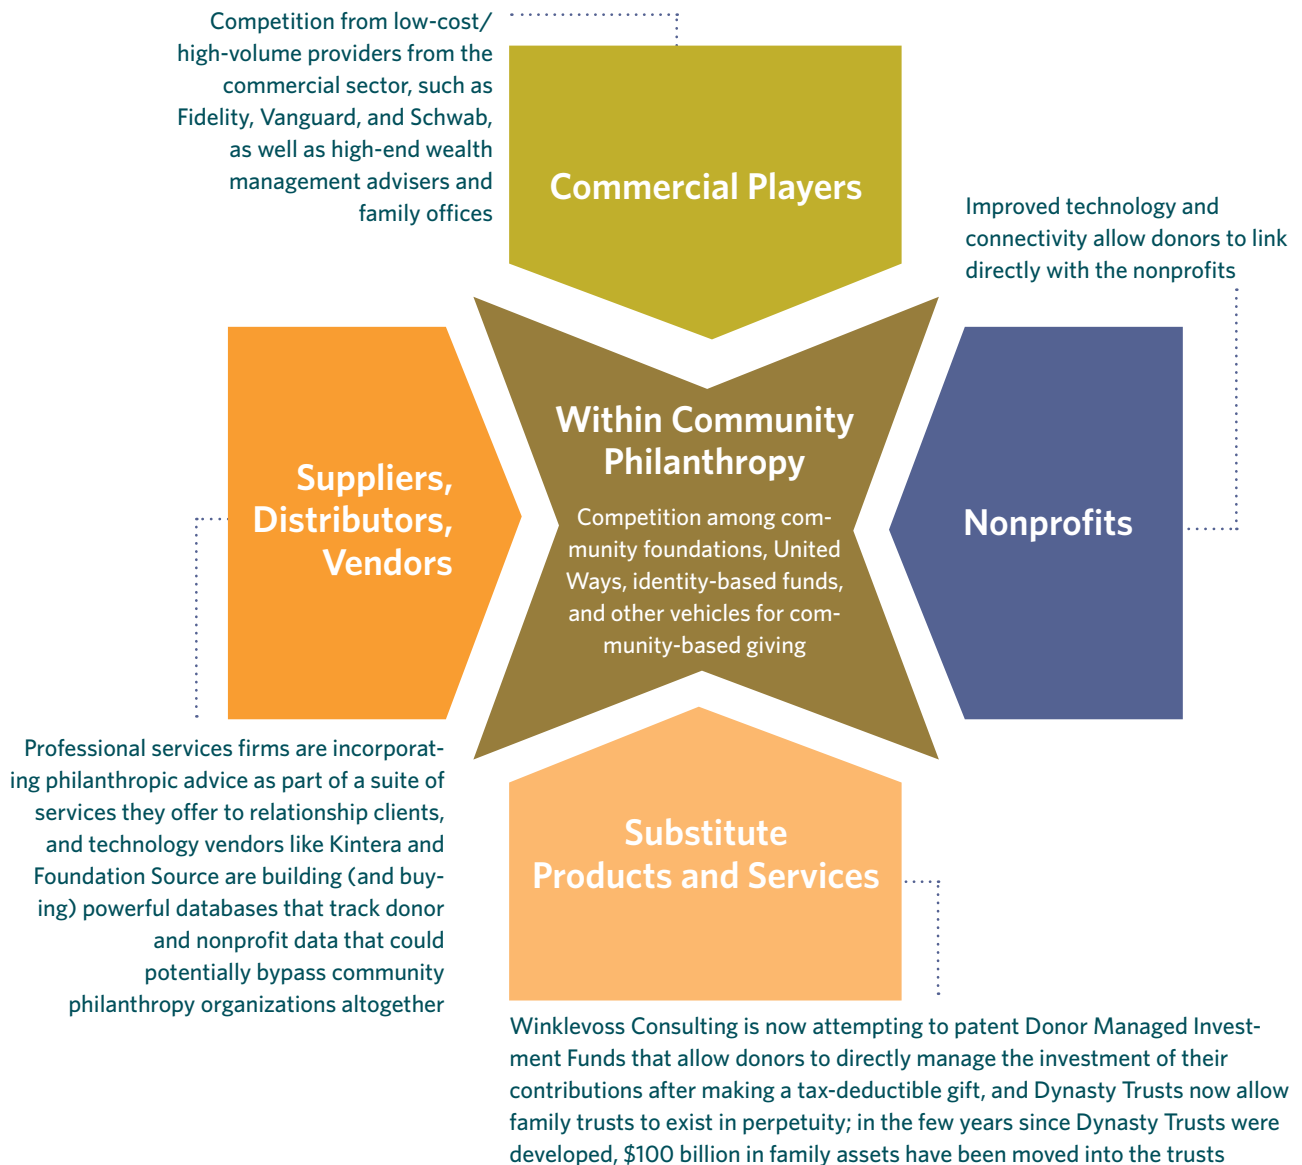 Competition from low-cost/
high-volume providers from the
commercial sector, such as
Fidelity, Vanguard, and Schwab,
as well as high-end wealth
management advisers and
family offices
Commercial Players
Improved technology and
connectivity allow donors to link
directly with the nonprofits
Suppliers,
Distributors,
Vendors
Within Community
Philanthropy
Competition among com-
munity foundations, United
Ways, identity-based funds,
and other vehicles for com-
munity-based giving
Nonprofits
Professional services firms are incorporat-
ing philanthropic advice as part of a suite of
services they offer to relationship clients,
and technology vendors like Kintera and
Foundation Source are building (and buy-
ing) powerful databases that track donor
and nonprofit data that could
potentially bypass community
philanthropy organizations altogether
Substitute
Products and Services
Winklevoss Consulting is now attempting to patent Donor Managed Invest-
ment Funds that allow donors to directly manage the investment of their
contributions after making a tax-deductible gift, and Dynasty Trusts now allow
family trusts to exist in perpetuity; in the few years since Dynasty Trusts were
developed, $100 billion in family assets have been moved into the trusts